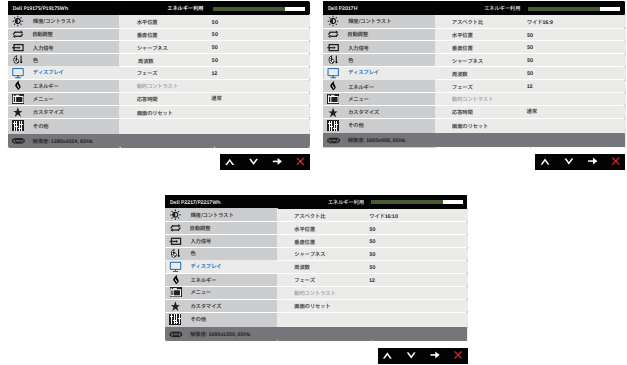 Dell P1917S/P1917SWh エネルギー利用
輝度/コントラスト 水平位置 50
自動調整 垂直位置 50
入力信号 シャープネス 50
色 周波数 50
ディスプレイ フェーズ 12
エネルギー 動的コントラスト
メニュー 応答時間 通常
カスタマイズ 画面のリセット
その他
解像度: 1280x1024, 60Hz
Dell P2017H エネルギー利用
輝度/コントラスト アスペクト比 ワイド16:9
自動調整 水平位置 50
入力信号 垂直位置 50
色 シャープネス 50
ディスプレイ 周波数 50
エネルギー フェーズ 12
メニュー 動的コントラスト
カスタマイズ 応答時間 通常
その他 画面のリセット
解像度: 1600x900, 60Hz
Dell P2217/P2217Wh エネルギー利用
輝度/コントラスト アスペクト比 ワイド16:10
自動調整 水平位置 50
入力信号 垂直位置 50
色 シャープネス 50
ディスプレイ 周波数 50
エネルギー フェーズ 12
メニュー 動的コントラスト
カスタマイズ 画面のリセット
その他
解像度: 1680x1050, 60Hz